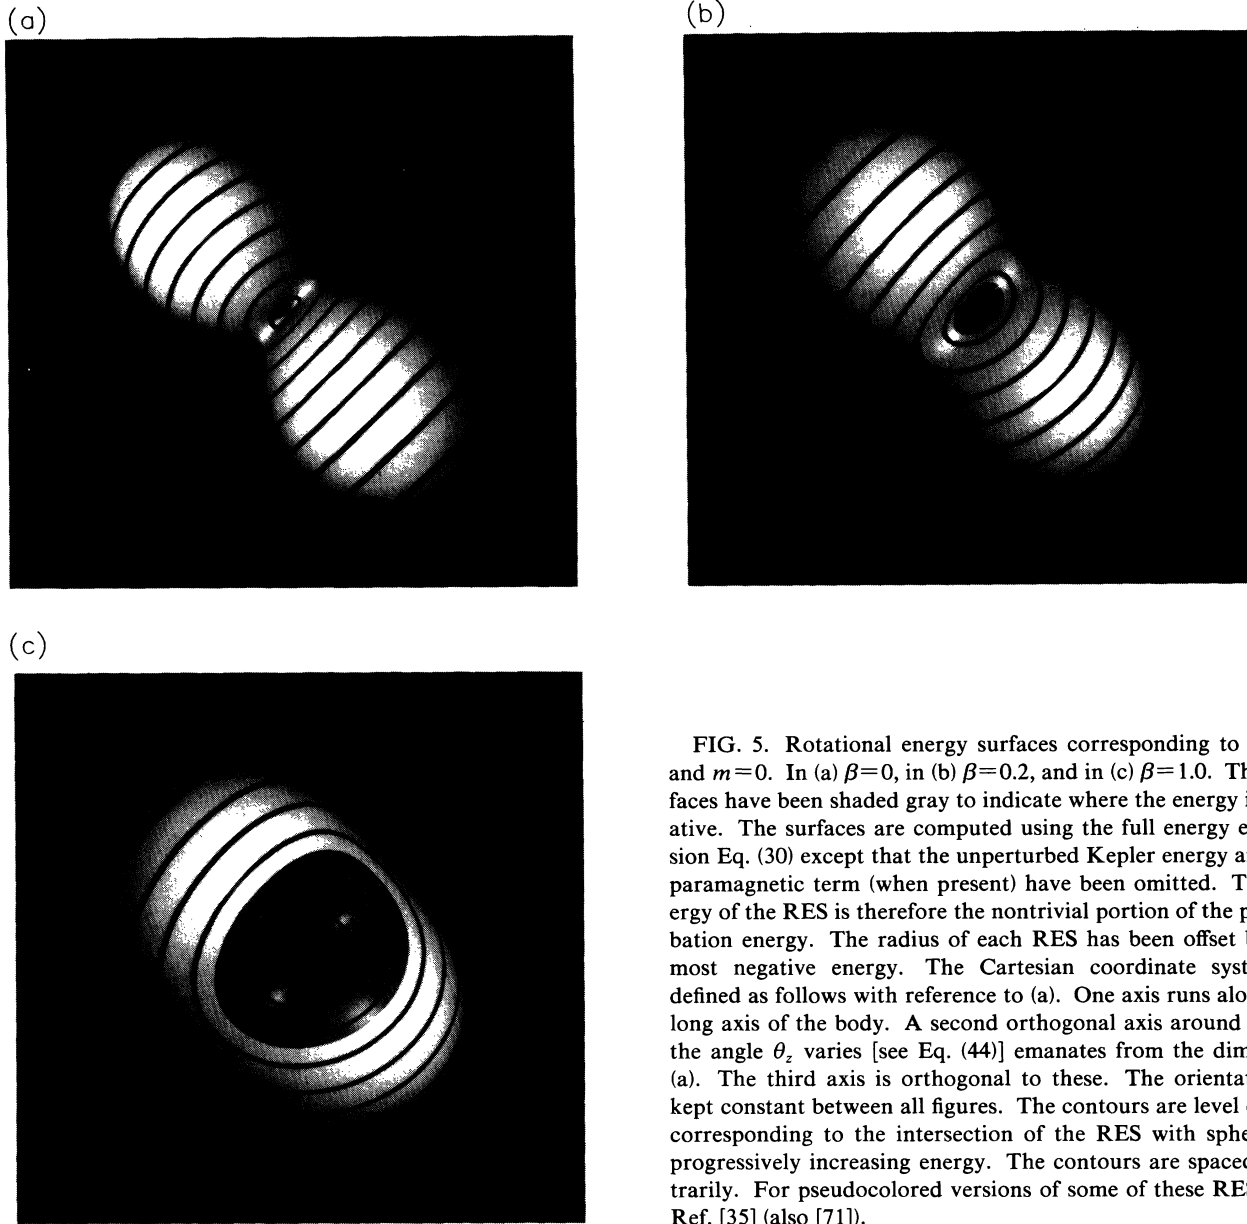 (a)
(b)
(c)
FIG. 5. Rotational energy surfaces corresponding to
and m=0. In (a) β=0, in (b) β=0.2, and in (c) β=1.0. Th
faces have been shaded gray to indicate where the energy i
ative. The surfaces are computed using the full energy e
sion Eq. (30) except that the unperturbed Kepler energy a
paramagnetic term (when present) have been omitted. T
ergy of the RES is therefore the nontrivial portion of the p
bation energy. The radius of each RES has been offset b
most negative energy. The Cartesian coordinate syst
defined as follows with reference to (a). One axis runs alo
long axis of the body. A second orthogonal axis around
the angle θz varies [see Eq. (44)] emanates from the dim
(a). The third axis is orthogonal to these. The orientat
kept constant between all figures. The contours are level
corresponding to the intersection of the RES with sphe
progressively increasing energy. The contours are spaced
trarily. For pseudocolored versions of some of these RES
Ref. [35] (also [71]).